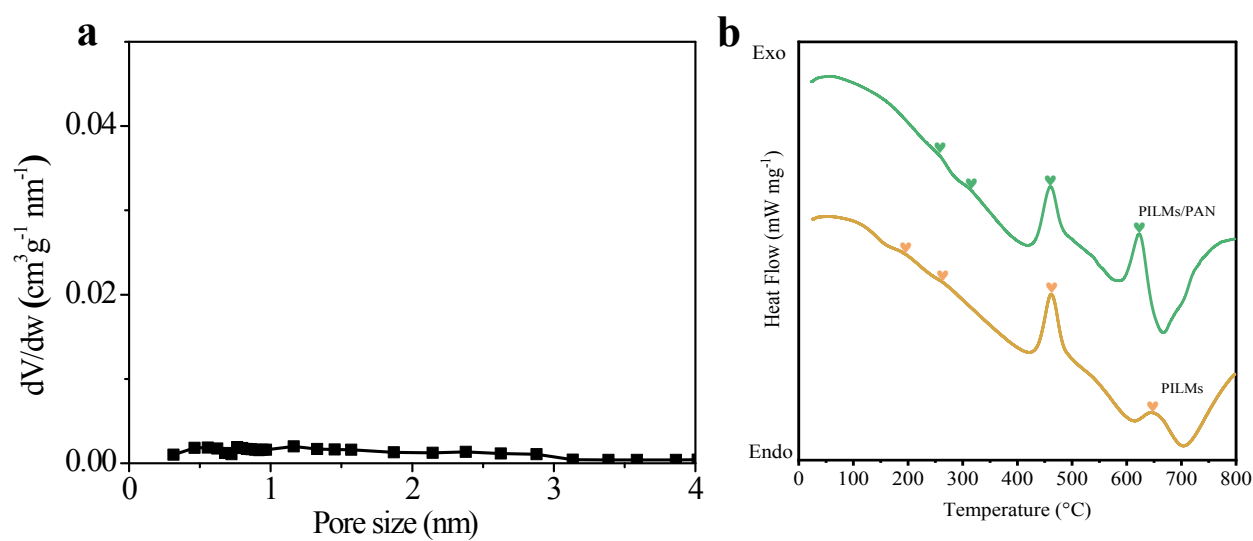 a
dV/dw (cm³g⁻¹ nm⁻¹)
0.04
0.02
0.00
0 1 2 3 4
Pore size (nm)
b
Exo
Heat Flow (mW mg⁻¹)
Endo
PILMs/PAN
PILMs
0 100 200 300 400 500 600 700 800
Temperature (°C)